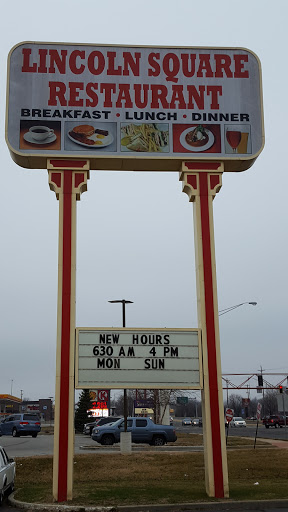 LINCOLN SQUARE
RESTAURANT
BREAKFAST • LUNCH • DINNER
NEW HOURS
630 AM 4 PM
MON SUN